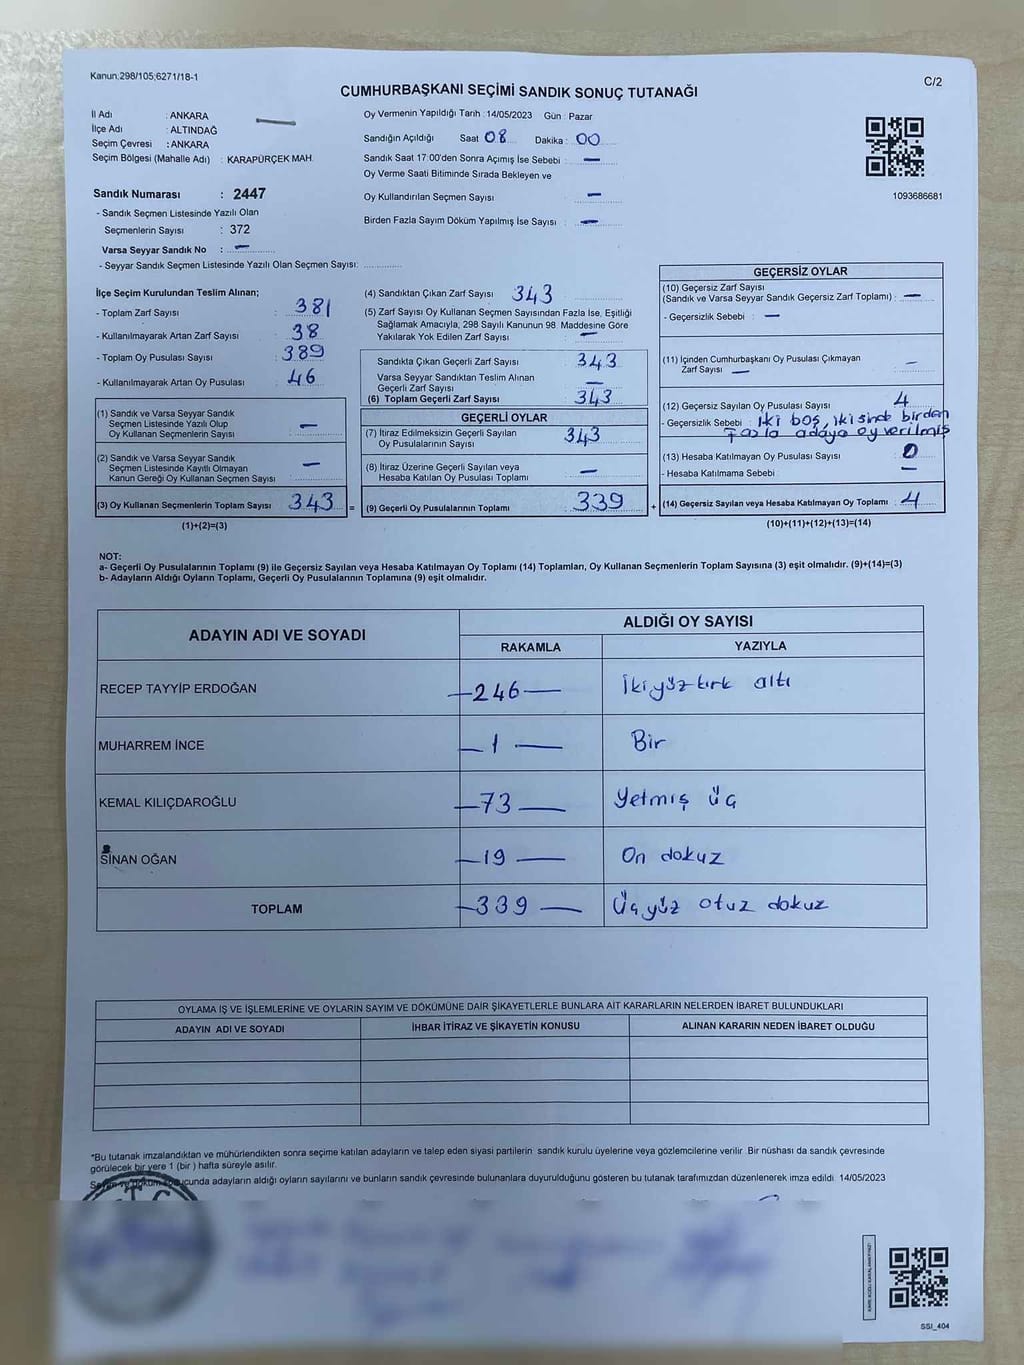 Kanun:298/105;6271/18-1
C/2
CUMHURBAŞKANI SEÇİMİ SANDIK SONUÇ TUTANAĞI
İl Adı : ANKARA
İlçe Adı : ALTINDAĞ
Seçim Çevresi : ANKARA
Seçim Bölgesi (Mahalle Adı) : KARAPÜRÇEK MAH.
Oy Vermenin Yapıldığı Tarih :14/05/2023 Gün : Pazar
Sandığın Açıldığı Saat 08 Dakika : 00
Sandık Saat 17:00'den Sonra Açımış İse Sebebi : —
Oy Verme Saati Bitiminde Sırada Bekleyen ve
Oy Kullandırılan Seçmen Sayısı : —
Birden Fazla Sayım Döküm Yapılmış İse Sayısı : —
1093686681
Sandık Numarası : 2447
- Sandık Seçmen Listesinde Yazılı Olan
Seçmenlerin Sayısı : 372
Varsa Seyyar Sandık No : —
- Seyyar Sandık Seçmen Listesinde Yazılı Olan Seçmen Sayısı:
İlçe Seçim Kurulundan Teslim Alınan;
- Toplam Zarf Sayısı : 381
- Kullanılmayarak Artan Zarf Sayısı : 38
- Toplam Oy Pusulası Sayısı : 389
- Kullanılmayarak Artan Oy Pusulası : 46
(1) Sandık ve Varsa Seyyar Sandık
Seçmen Listesinde Yazılı Olup
Oy Kullanan Seçmenlerin Sayısı : —
(2) Sandık ve Varsa Seyyar Sandık
Seçmen Listesinde Kayıtlı Olmayan
Kanun Gereği Oy Kullanan Seçmen Sayısı : —
(3) Oy Kullanan Seçmenlerin Toplam Sayısı : 343 =
(1)+(2)=(3)
(4) Sandıktan Çıkan Zarf Sayısı : 343
(5) Zarf Sayısı Oy Kullanan Seçmen Sayısından Fazla İse, Eşitliği
Sağlamak Amacıyla, 298 Sayılı Kanunun 98. Maddesine Göre
Yakılarak Yok Edilen Zarf Sayısı : —
Sandıkta Çıkan Geçerli Zarf Sayısı : 343
Varsa Seyyar Sandıktan Teslim Alınan
Geçerli Zarf Sayısı : —
(6) Toplam Geçerli Zarf Sayısı : 343
GEÇERLİ OYLAR
(7) İtiraz Edilmeksizin Geçerli Sayılan
Oy Pusulalarının Sayısı : 343
(8) İtiraz Üzerine Geçerli Sayılan veya
Hesaba Katılan Oy Pusulası Toplamı : —
(9) Geçerli Oy Pusulalarının Toplamı : 339 +
GEÇERSİZ OYLAR
(10) Geçersiz Zarf Sayısı
(Sandık ve Varsa Seyyar Sandık Geçersiz Zarf Toplamı) : —
- Geçersizlik Sebebi : —
(11) İçinden Cumhurbaşkanı Oy Pusulası Çıkmayan
Zarf Sayısı : —
(12) Geçersiz Sayılan Oy Pusulası Sayısı : 4
- Geçersizlik Sebebi : İki boş, ikisinde birden
fazla adaya oy verilmiş
(13) Hesaba Katılmayan Oy Pusulası Sayısı : 0
- Hesaba Katılmama Sebebi : —
(14) Geçersiz Sayılan veya Hesaba Katılmayan Oy Toplamı : 4
(10)+(11)+(12)+(13)=(14)
NOT:
a- Geçerli Oy Pusulalarının Toplamı (9) ile Geçersiz Sayılan veya Hesaba Katılmayan Oy Toplamı (14) Toplamları, Oy Kullanan Seçmenlerin Toplam Sayısına (3) eşit olmalıdır. (9)+(14)=(3)
b- Adayların Aldığı Oyların Toplamı, Geçerli Oy Pusulalarının Toplamına (9) eşit olmalıdır.
ADAYIN ADI VE SOYADI ALDIĞI OY SAYISI
RAKAMLA YAZIYLA
RECEP TAYYİP ERDOĞAN —246— İkiyüzkırk altı
MUHARREM İNCE —1— Bir
KEMAL KILIÇDAROĞLU —73— Yetmiş üç
SİNAN OĞAN —19— On dokuz
TOPLAM —339— Üçyüz otuz dokuz
OYLAMA İŞ VE İŞLEMLERİNE VE OYLARIN SAYIM VE DÖKÜMÜNE DAİR ŞİKAYETLERLE BUNLARA AİT KARARLARIN NELERDEN İBARET BULUNDUKLARI
ADAYIN ADI VE SOYADI İHBAR İTİRAZ VE ŞİKAYETİN KONUSU ALINAN KARARIN NEDEN İBARET OLDUĞU
*Bu tutanak imzalandıktan ve mühürlendikten sonra seçime katılan adayların ve talep eden siyasi partilerin sandık kurulu üyelerine veya gözlemcilerine verilir. Bir nüshası da sandık çevresinde
görülecek bir yere 1 (bir ) hafta süreyle asılır.
Sayım ve döküm sonucunda adayların aldığı oyların sayılarını ve bunların sandık çevresinde bulunanlara duyurulduğunu gösteren bu tutanak tarafımızdan düzenlenerek imza edildi. 14/05/2023
SSI_404